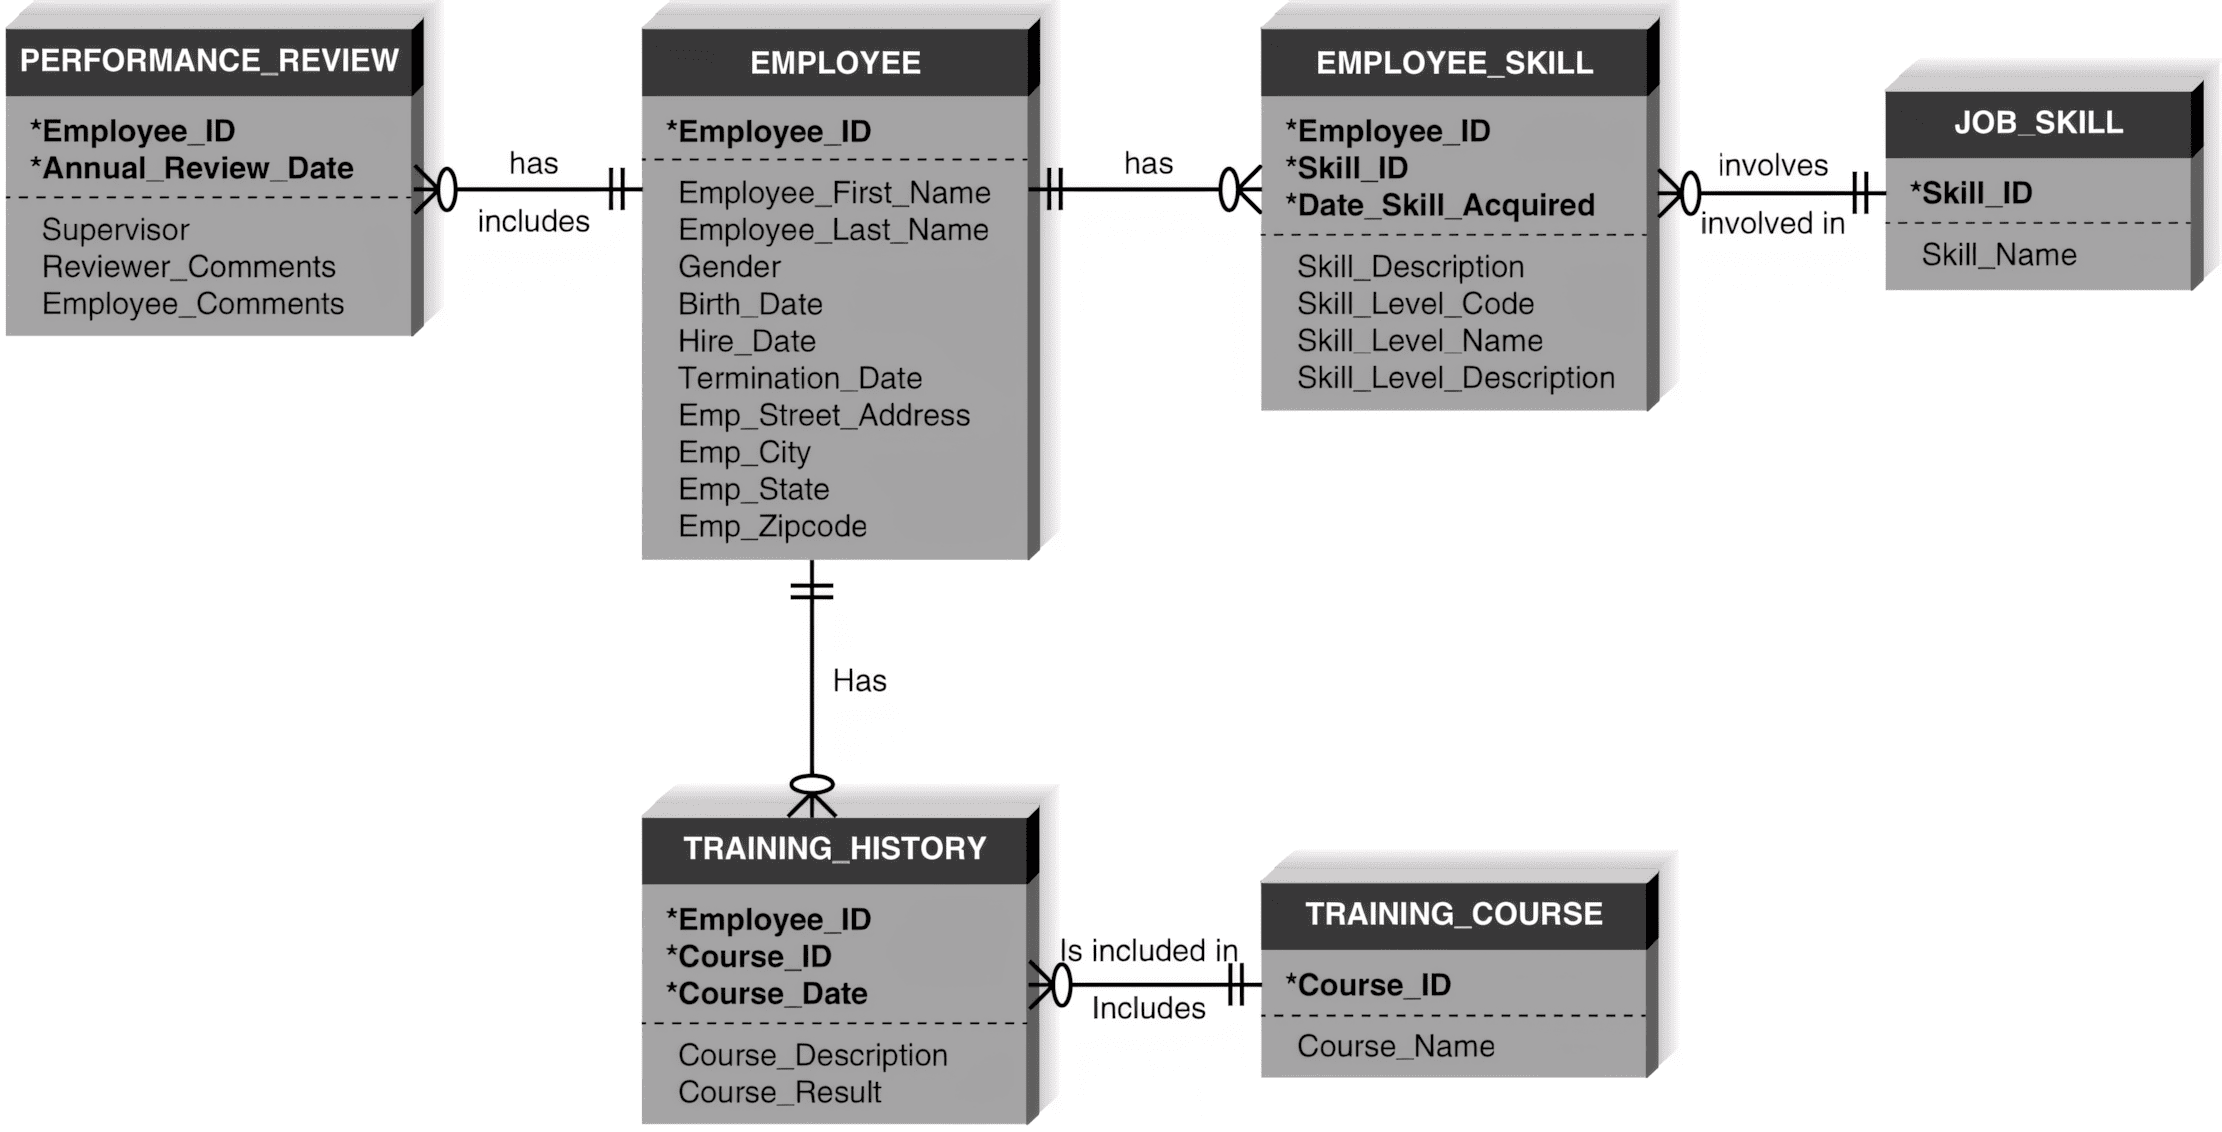 PERFORMANCE_REVIEW
*Employee_ID
*Annual_Review_Date
Supervisor
Reviewer_Comments
Employee_Comments
has
includes
EMPLOYEE
*Employee_ID
Employee_First_Name
Employee_Last_Name
Gender
Birth_Date
Hire_Date
Termination_Date
Emp_Street_Address
Emp_City
Emp_State
Emp_Zipcode
has
EMPLOYEE_SKILL
*Employee_ID
*Skill_ID
*Date_Skill_Acquired
Skill_Description
Skill_Level_Code
Skill_Level_Name
Skill_Level_Description
involves
involved in
JOB_SKILL
*Skill_ID
Skill_Name
Has
TRAINING_HISTORY
*Employee_ID
*Course_ID
*Course_Date
Course_Description
Course_Result
Is included in
Includes
TRAINING_COURSE
*Course_ID
Course_Name